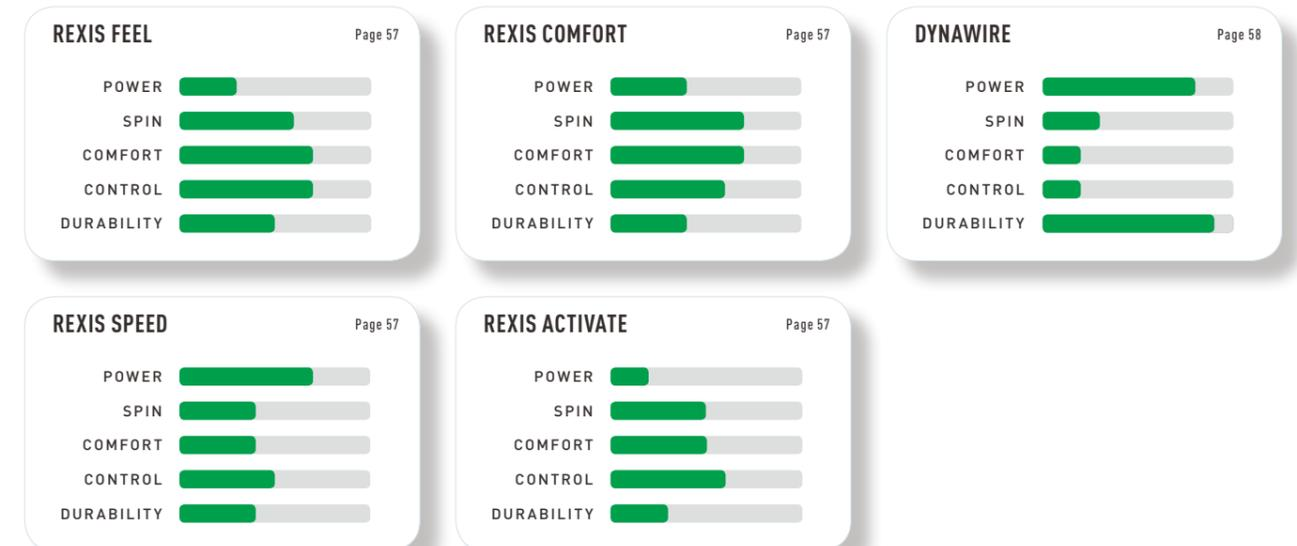 REXIS FEEL Page 57
POWER
SPIN
COMFORT
CONTROL
DURABILITY
REXIS COMFORT Page 57
POWER
SPIN
COMFORT
CONTROL
DURABILITY
DYNAWIRE Page 58
POWER
SPIN
COMFORT
CONTROL
DURABILITY
REXIS SPEED Page 57
POWER
SPIN
COMFORT
CONTROL
DURABILITY
REXIS ACTIVATE Page 57
POWER
SPIN
COMFORT
CONTROL
DURABILITY